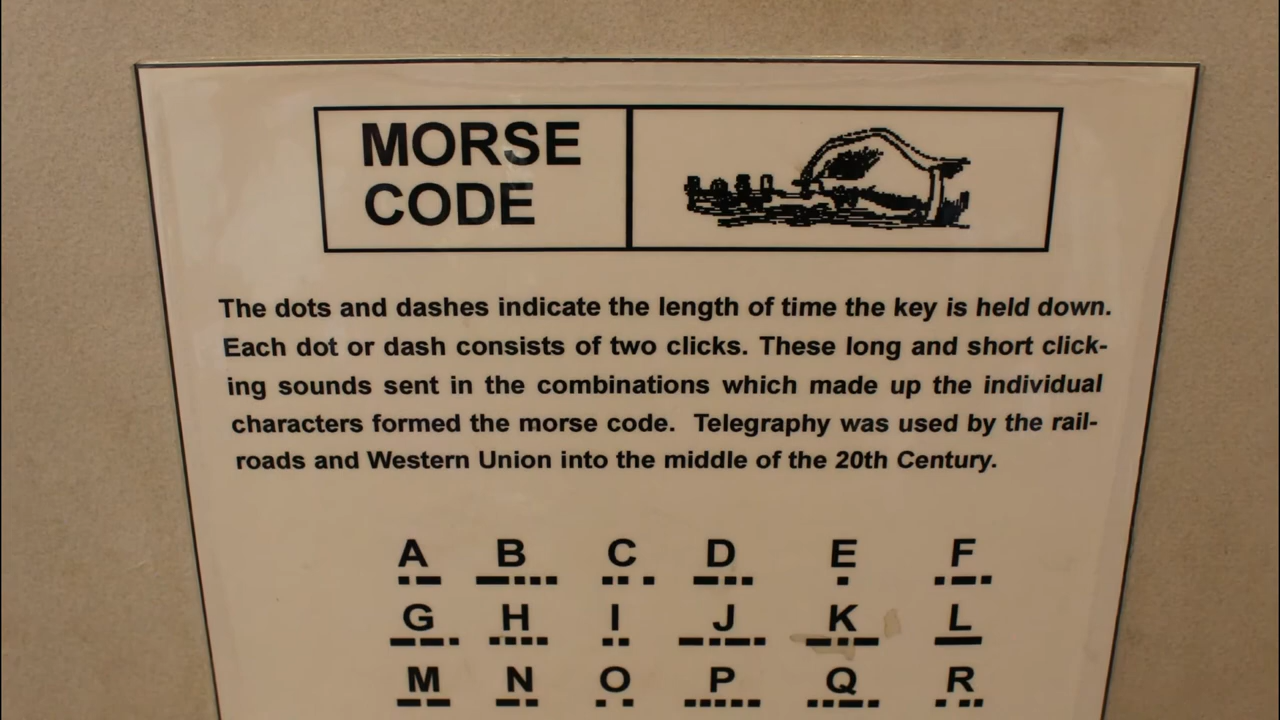 MORSE
CODE
The dots and dashes indicate the length of time the key is held down.
Each dot or dash consists of two clicks. These long and short click-
ing sounds sent in the combinations which made up the individual
characters formed the morse code. Telegraphy was used by the rail-
roads and Western Union into the middle of the 20th Century.
A B C D E F
G H I J K L
M N O P Q R